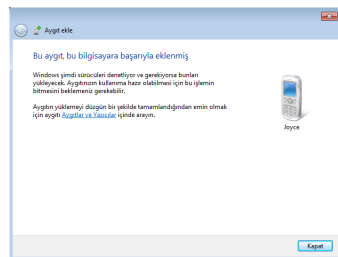 Aygıt ekle
Bu aygıt, bu bilgisayara başarıyla eklenmiş
Windows şimdi sürücüleri denetliyor ve gerekiyorsa bunları
yükleyecek. Aygıtınızın kullanıma hazır olabilmesi için bu işlemin
bitmesini beklemeniz gerekebilir.
Aygıtın yüklemeyi düzgün bir şekilde tamamlandığından emin olmak
için aygıtı Aygıtlar ve Yazıcılar içinde arayın.
Joyce
Kapat